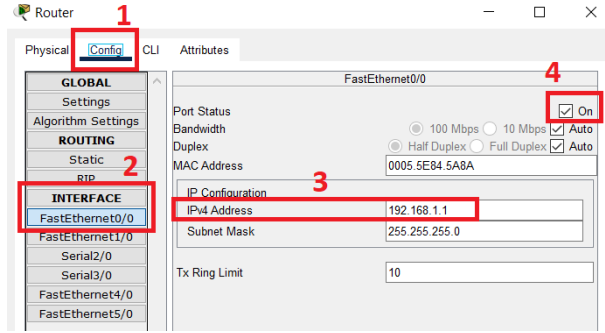 Router
1
Physical Config CLI Attributes
4
GLOBAL
Settings
Algorithm Settings
ROUTING
Static
RIP
2
INTERFACE
FastEthernet0/0
FastEthernet1/0
Serial2/0
Serial3/0
FastEthernet4/0
FastEthernet5/0
FastEthernet0/0
Port Status On
Bandwidth 100 Mbps 10 Mbps Auto
Duplex Half Duplex Full Duplex Auto
MAC Address 0005.5E84.5A8A
3
IP Configuration
IPv4 Address 192.168.1.1
Subnet Mask 255.255.255.0
Tx Ring Limit 10